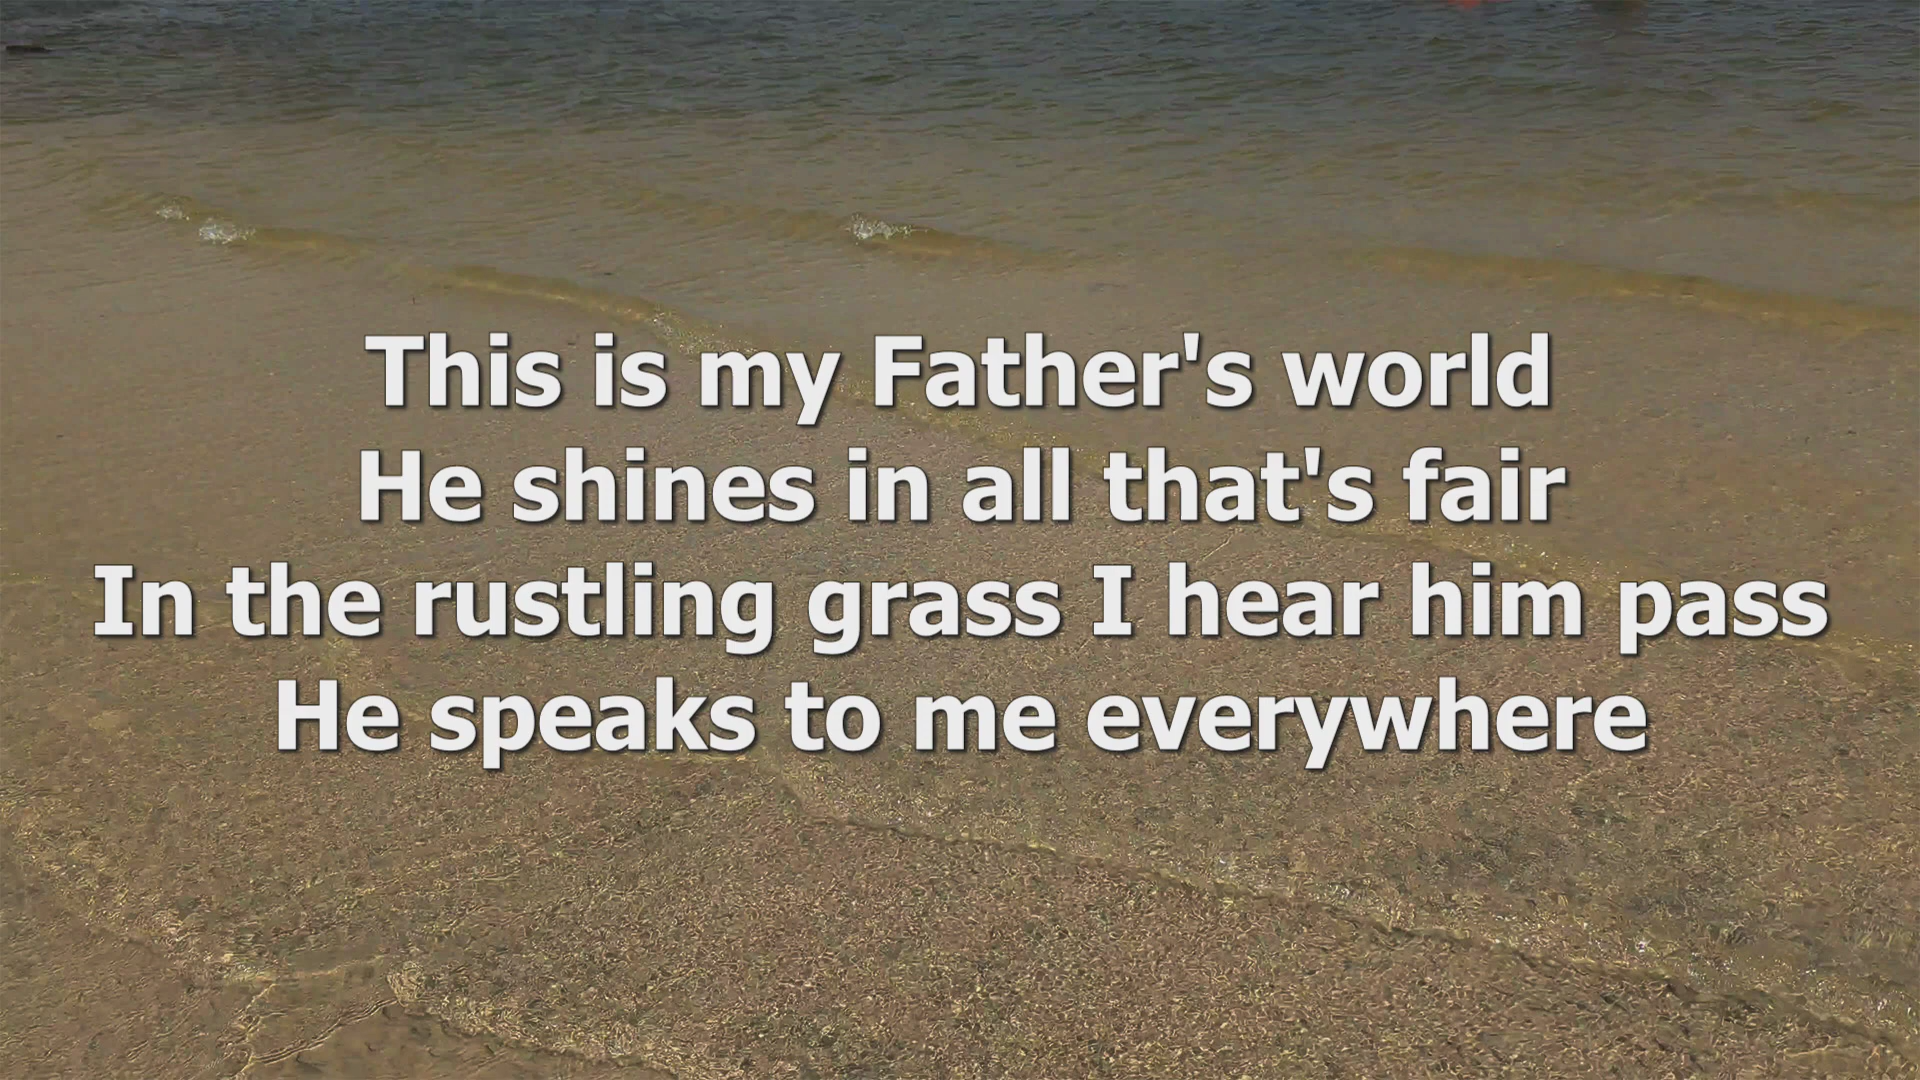 This is my Father's world
He shines in all that's fair
In the rustling grass I hear him pass
He speaks to me everywhere